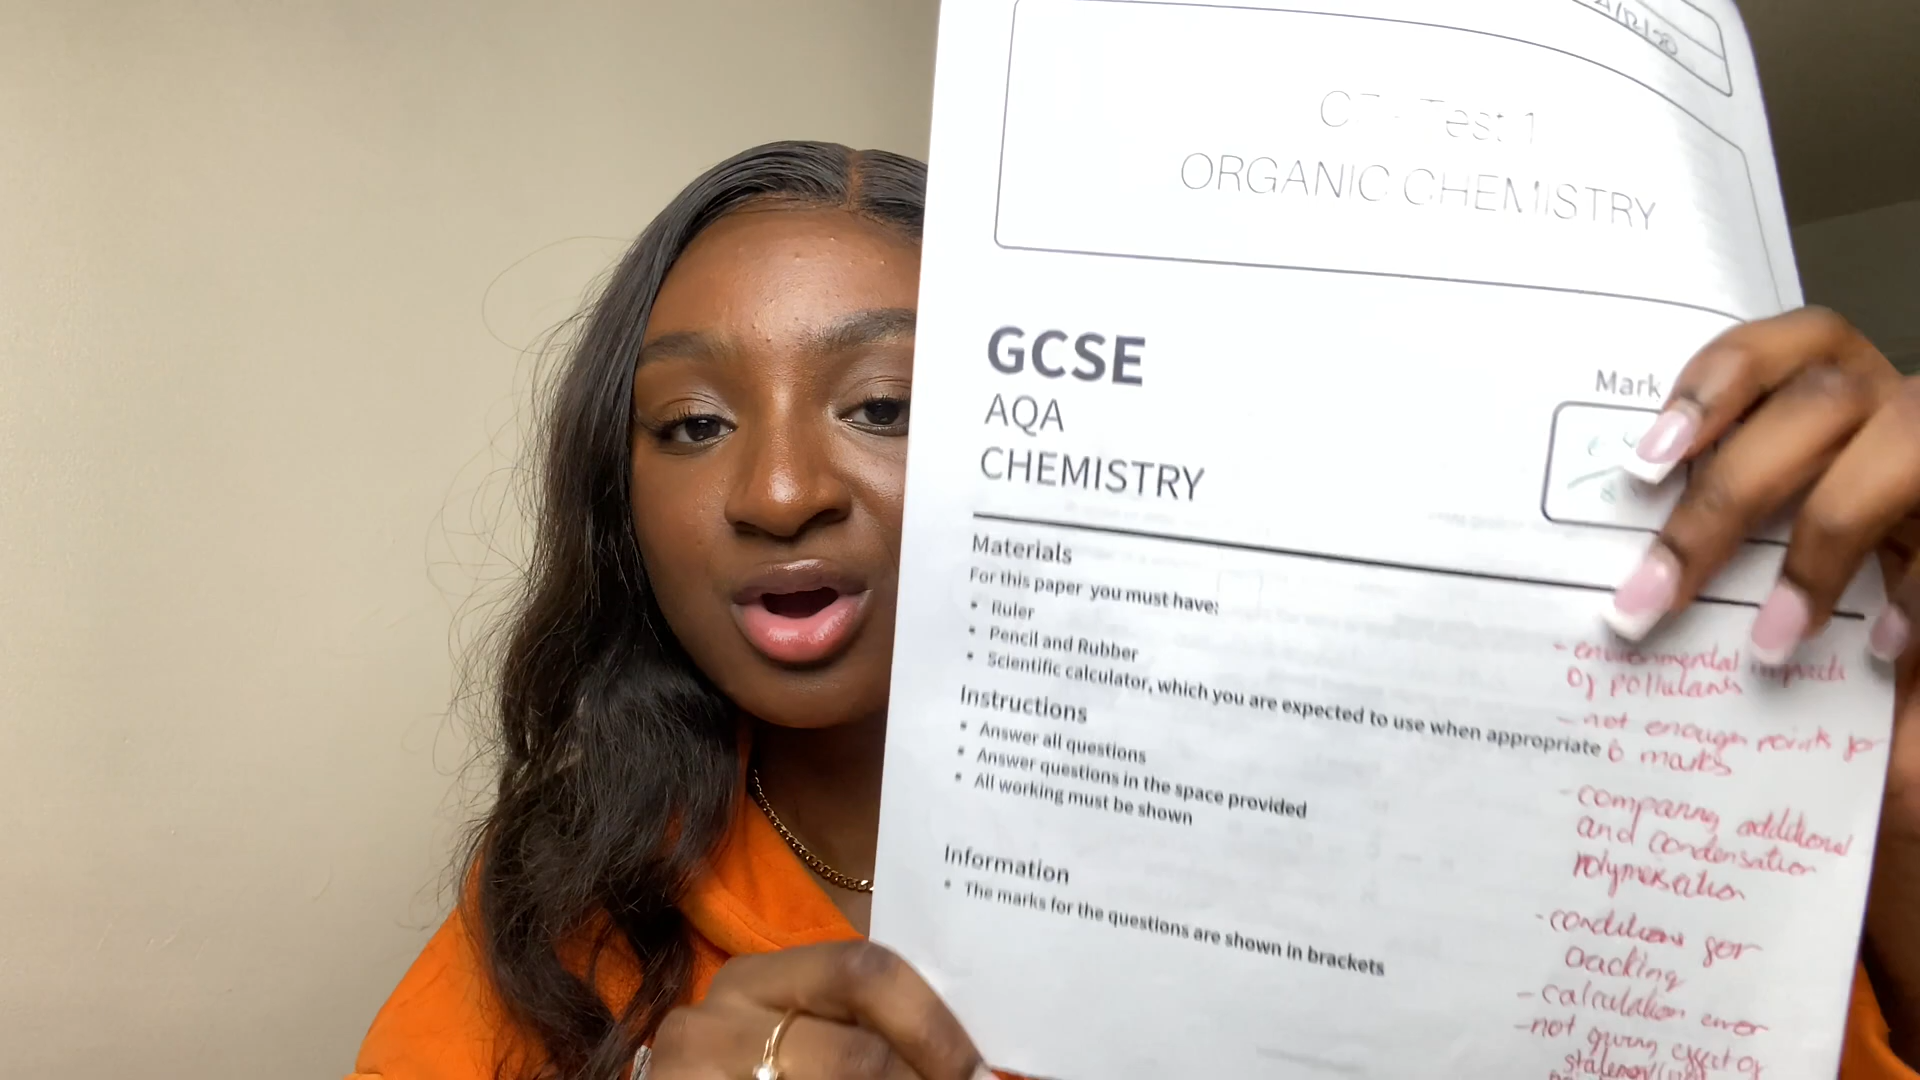 Test 1
ORGANIC CHEMISTRY
GCSE
AQA
CHEMISTRY
Mark
Materials
For this paper you must have:
• Ruler
• Pencil and Rubber
• Scientific calculator, which you are expected to use when appropriate
Instructions
• Answer all questions
• Answer questions in the space provided
• All working must be shown
Information
• The marks for the questions are shown in brackets
- environmental impacts
of pollutants
- not enough points for
6 marks
- comparing additional
and condensation
polymerisation
- conditions for
cracking
- calculation error
- not giving effect of